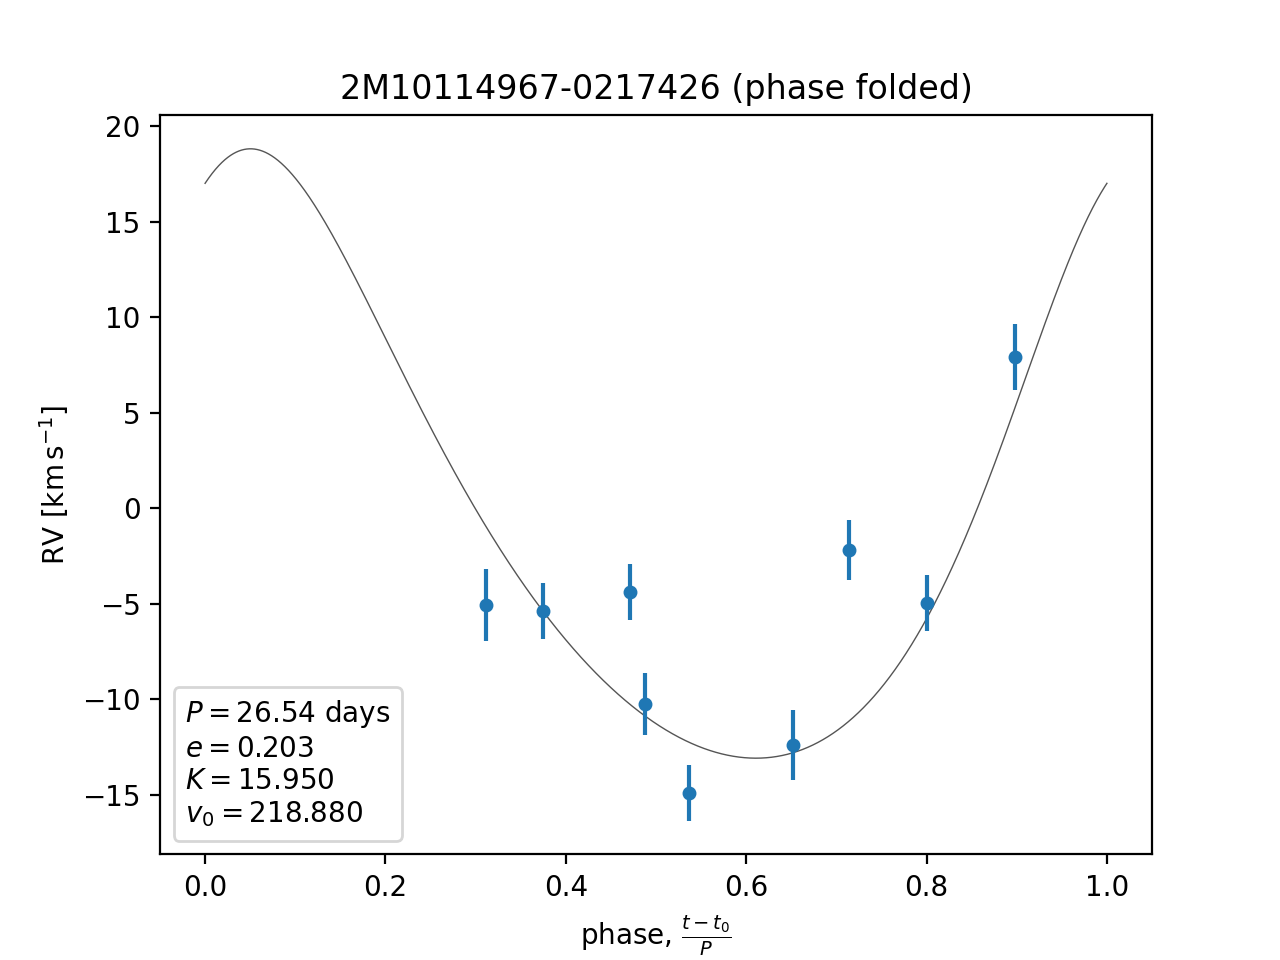 2M10114967-0217426 (phase folded)
RV [km s⁻¹]
20
15
10
5
0
−5
−10
−15
P = 26.54 days
e = 0.203
K = 15.950
v₀ = 218.880
0.0 0.2 0.4 0.6 0.8 1.0
phase, (t − t₀)/P